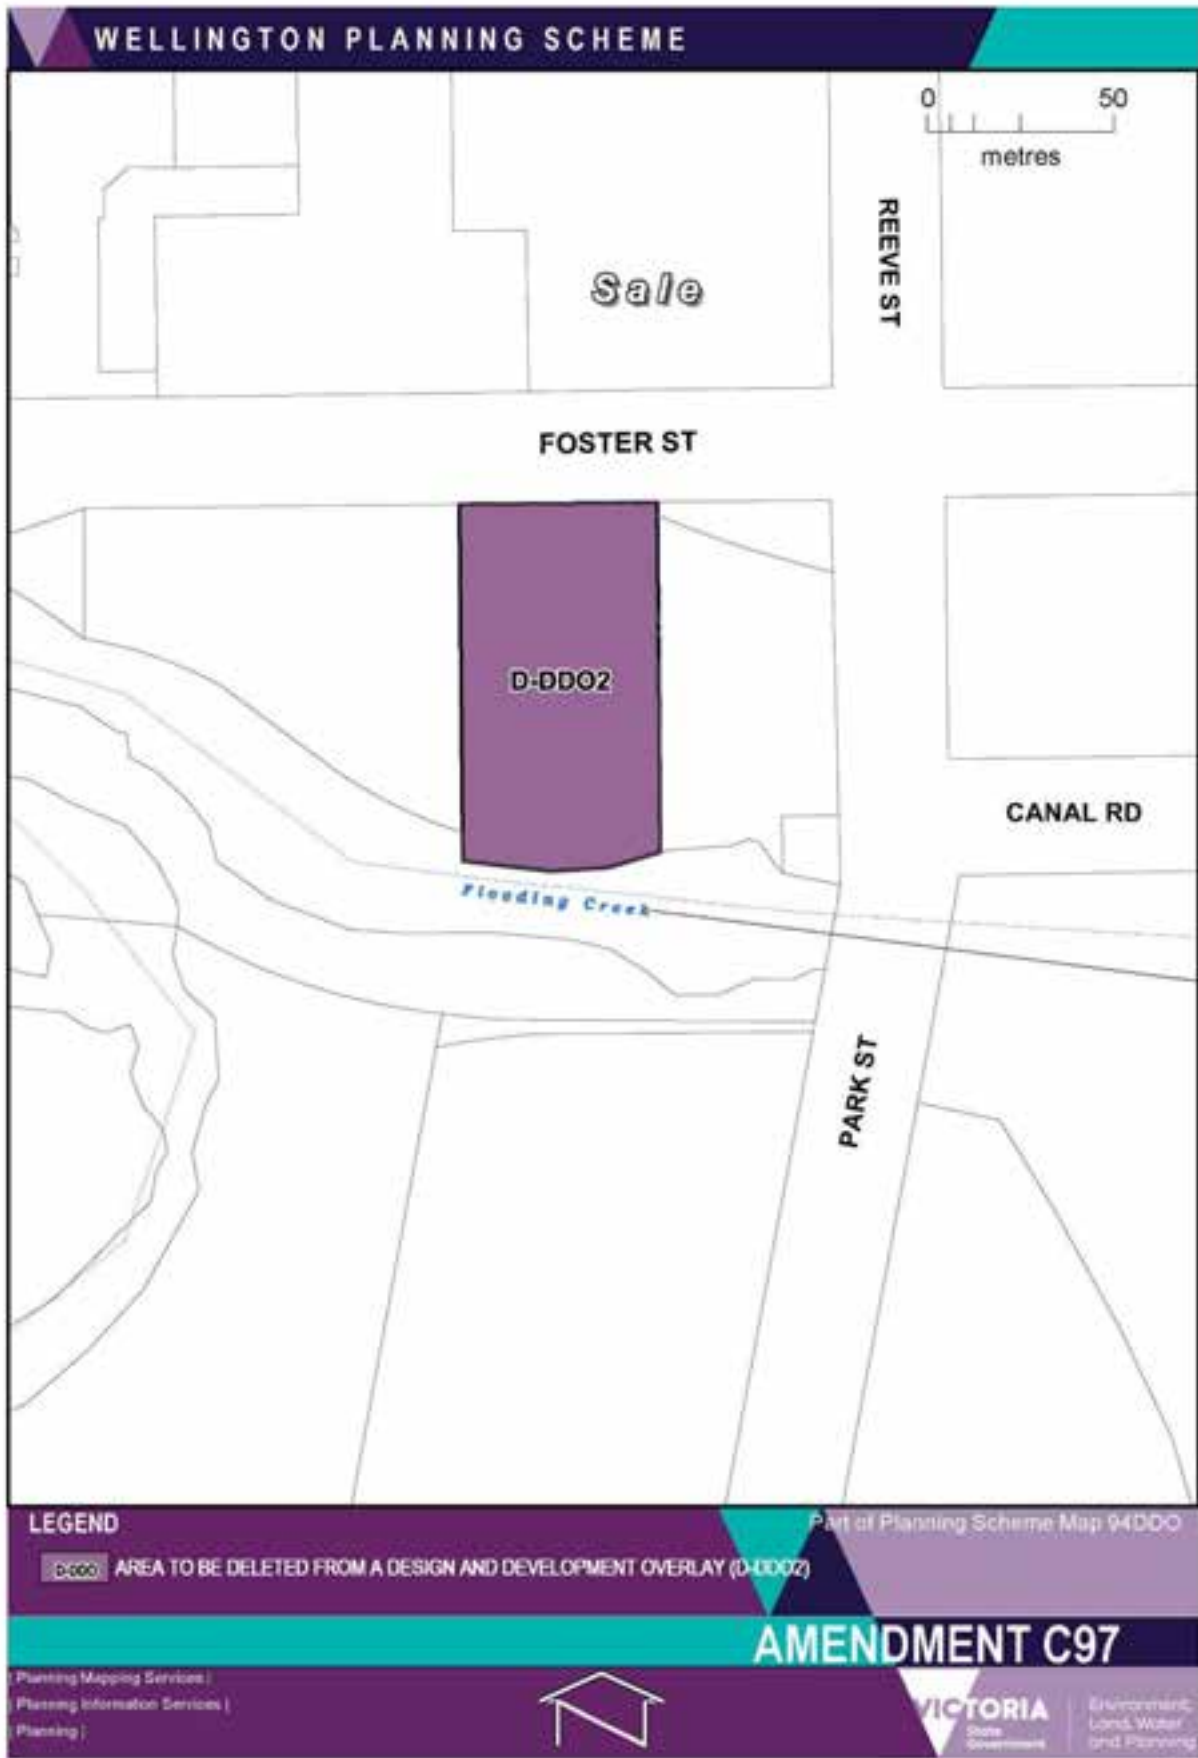 WELLINGTON PLANNING SCHEME
0 50
metres
REEVE ST
Sale
FOSTER ST
D-DDO2
CANAL RD
Flooding Creek
PARK ST
LEGEND
Part of Planning Scheme Map 94DDO
D-DDO AREA TO BE DELETED FROM A DESIGN AND DEVELOPMENT OVERLAY (D-DDO2)
AMENDMENT C97
| Planning Mapping Services |
| Planning Information Services |
| Planning |
VICTORIA
State
Government
Environment,
Land, Water
and Planning